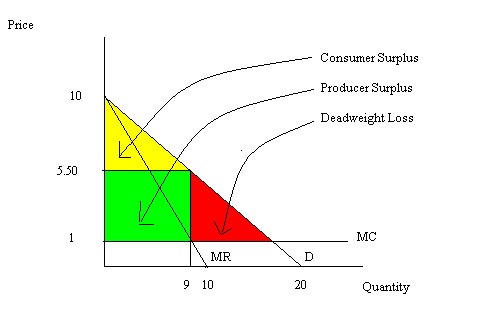 Price
Consumer Surplus
Producer Surplus
10
Deadweight Loss
5.50
1
MC
MR
D
9
10
20
Quantity